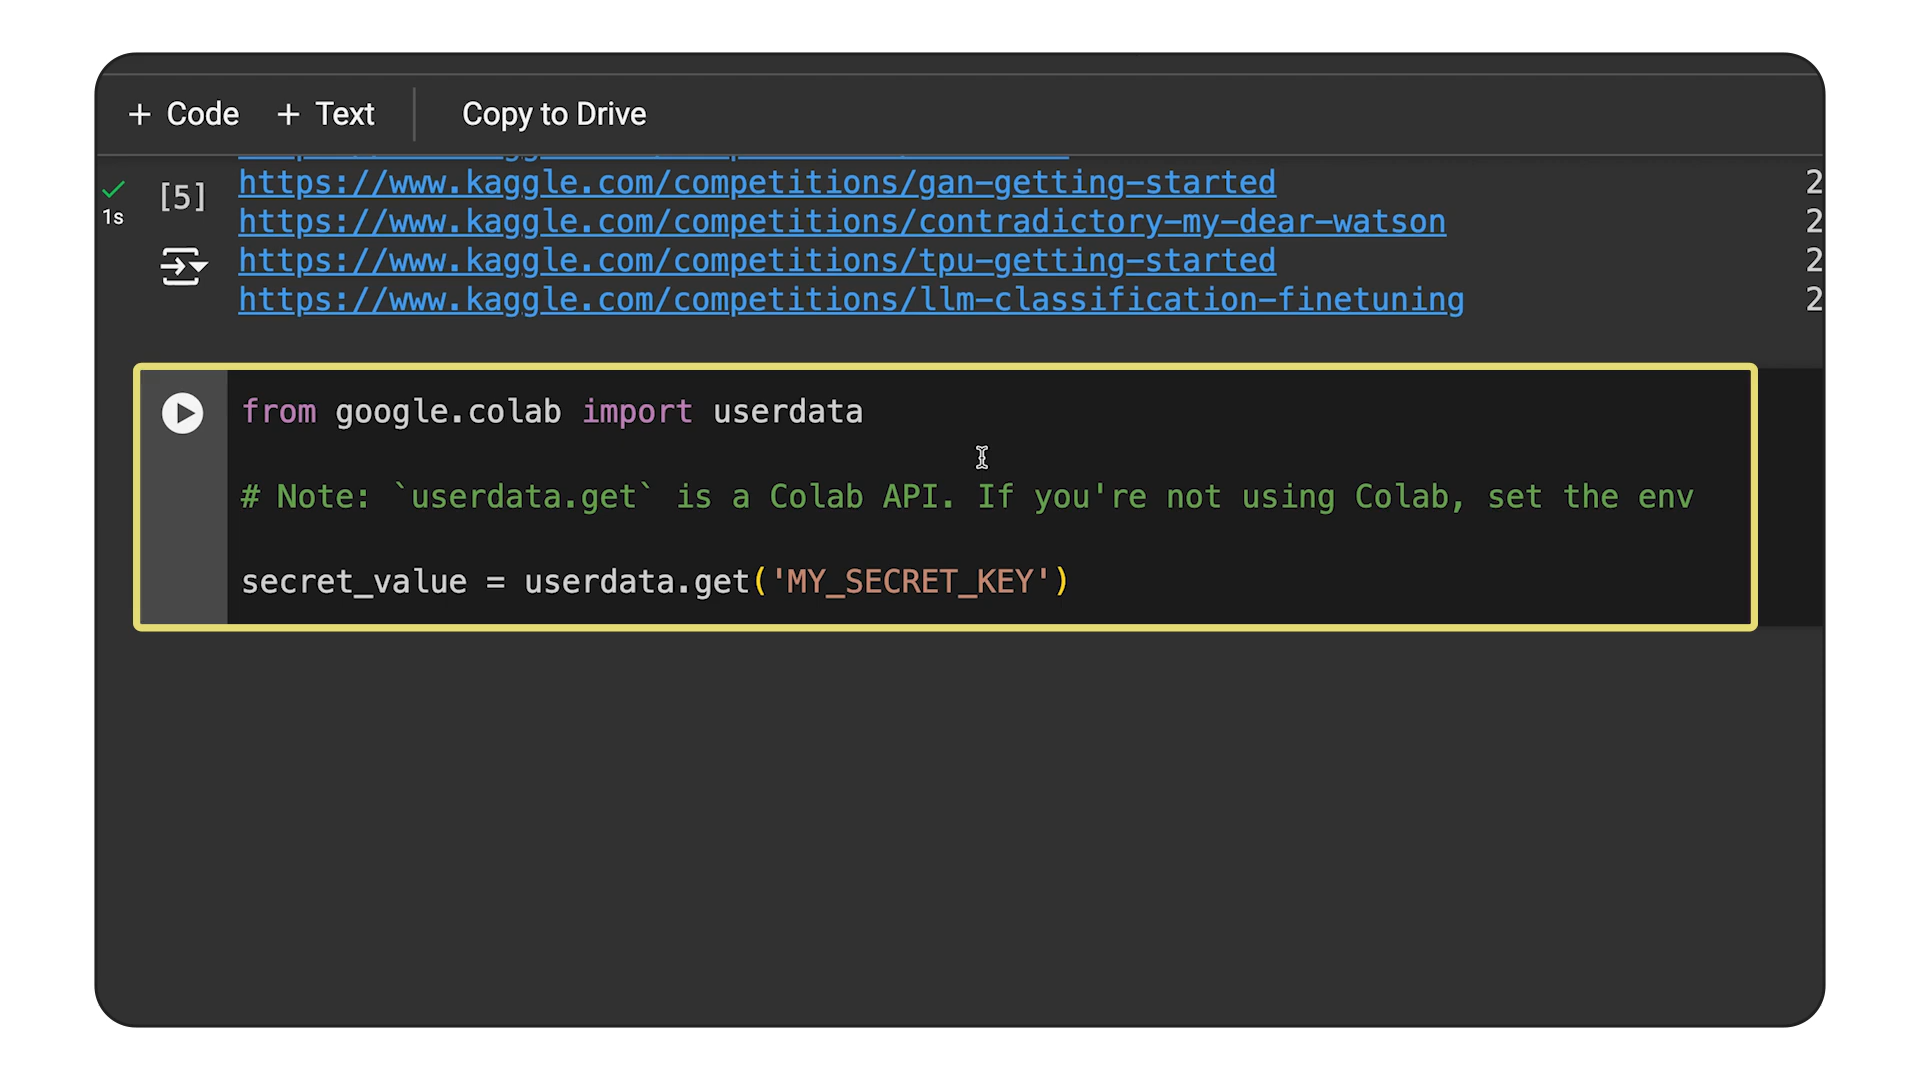 + Code + Text Copy to Drive
https://www.kaggle.com/competitions/gan-getting-started 2
1s [5]
https://www.kaggle.com/competitions/contradictory-my-dear-watson 2
https://www.kaggle.com/competitions/tpu-getting-started 2
https://www.kaggle.com/competitions/llm-classification-finetuning 2
from google.colab import userdata
# Note: `userdata.get` is a Colab API. If you're not using Colab, set the env
secret_value = userdata.get('MY_SECRET_KEY')